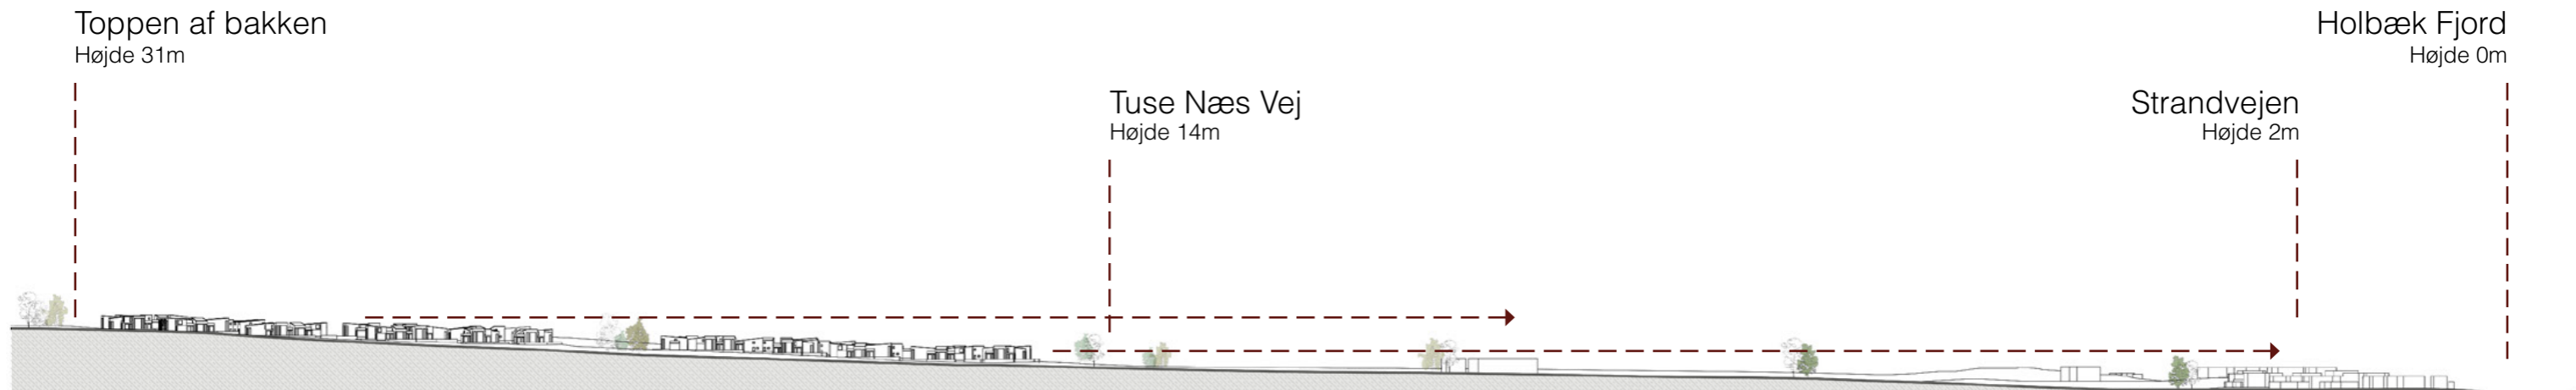 Toppen af bakken
Højde 31m
Tuse Næs Vej
Højde 14m
Strandvejen
Højde 2m
Holbæk Fjord
Højde 0m